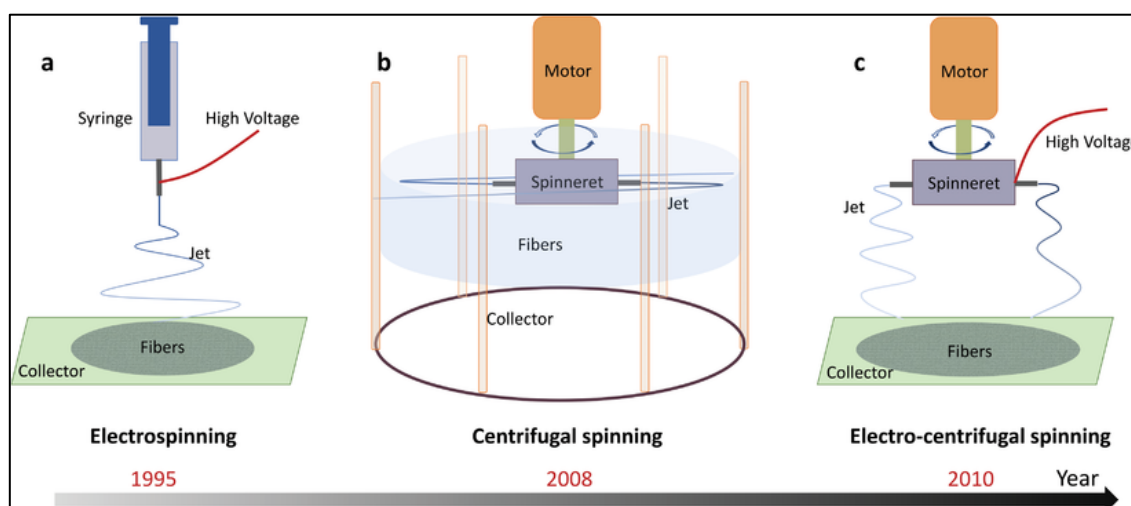 a
Syringe
High Voltage
Jet
Fibers
Collector
Electrospinning
1995
b
Motor
Spinneret
Jet
Fibers
Collector
Centrifugal spinning
2008
c
Motor
High Voltage
Spinneret
Jet
Fibers
Collector
Electro-centrifugal spinning
2010
Year